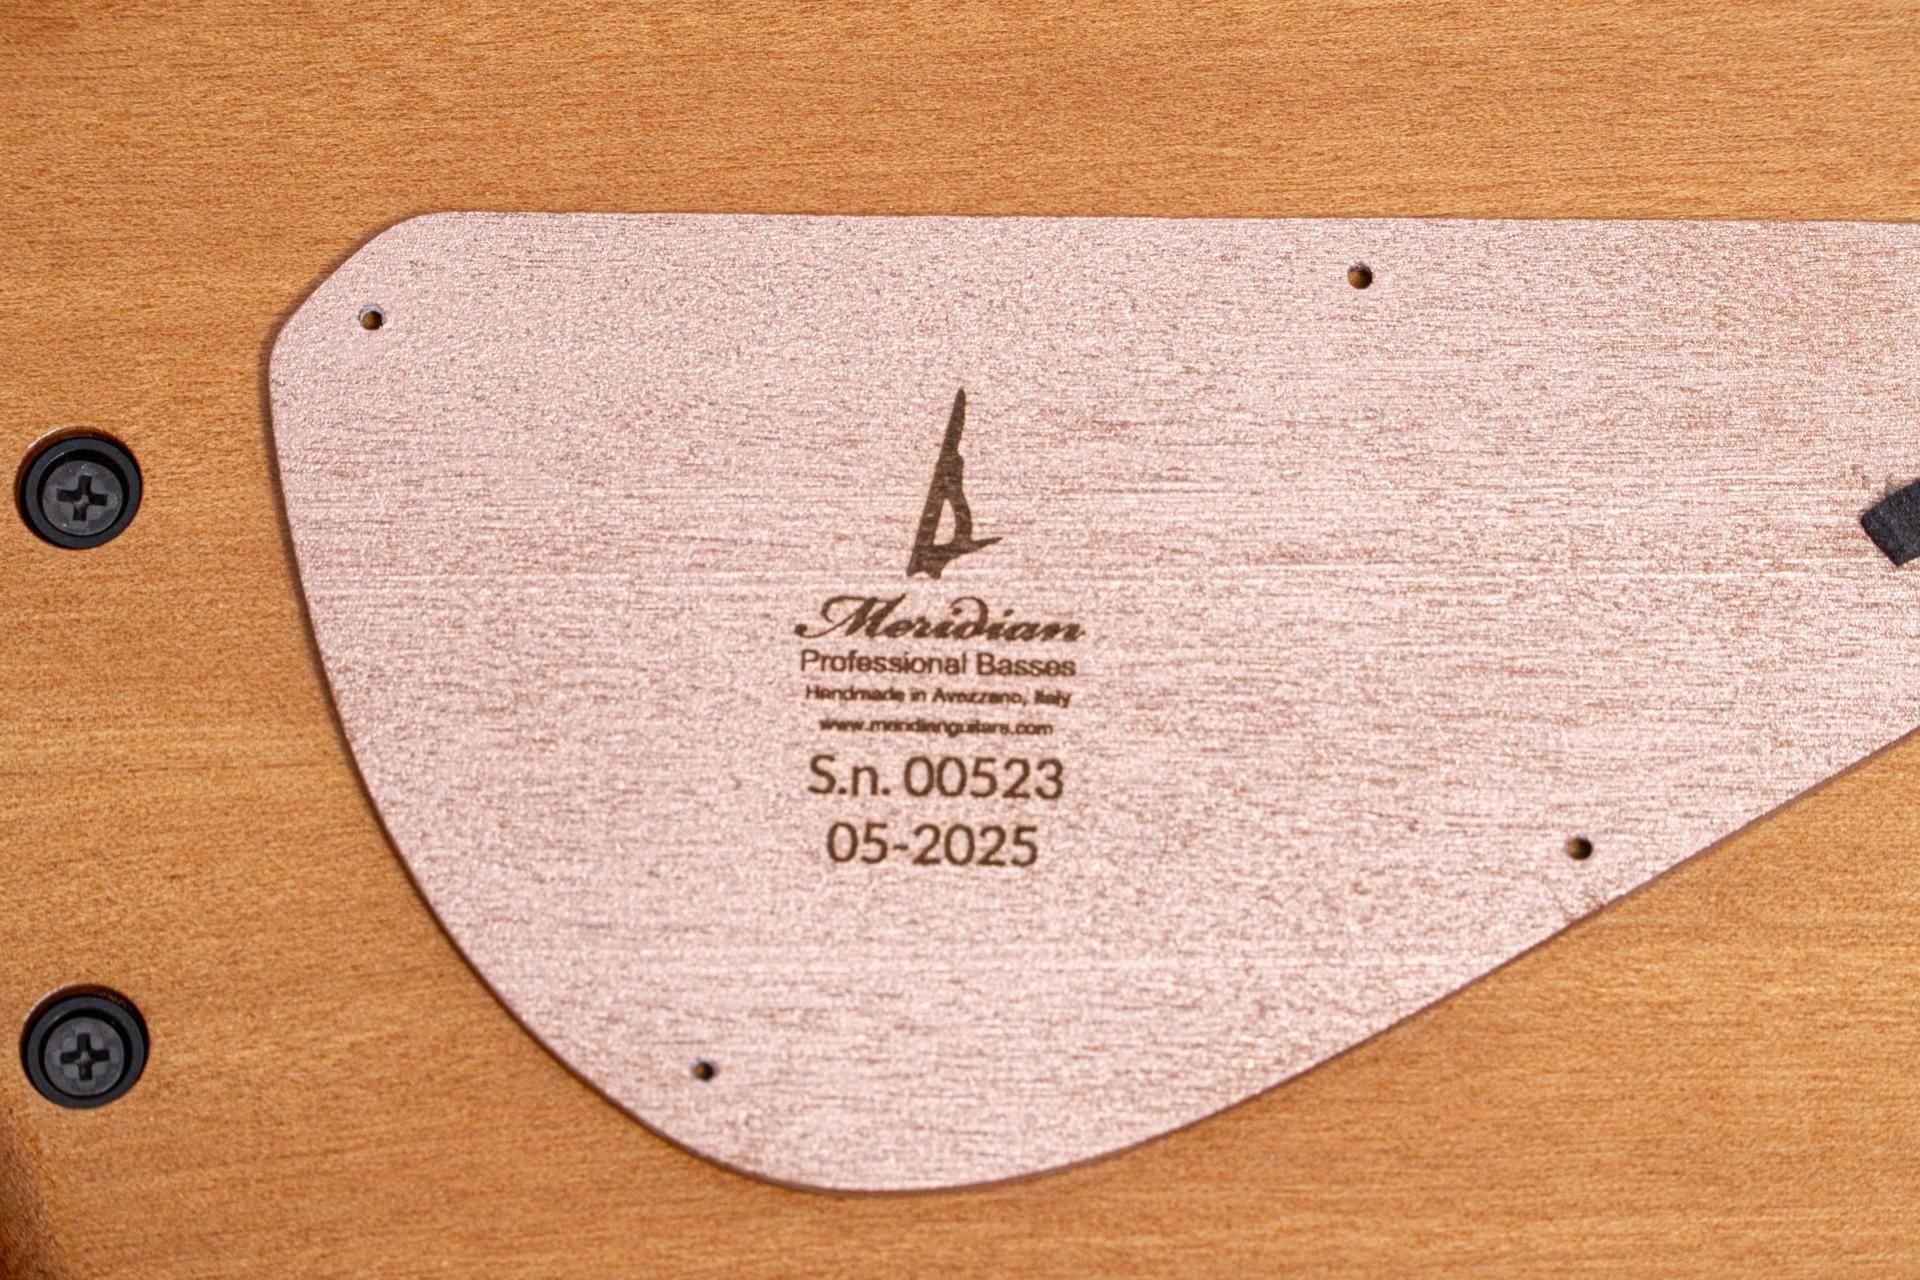 Meridian
Professional Basses
Handmade in Avezzano, Italy
www.meridianguitars.com
S.n. 00523
05-2025